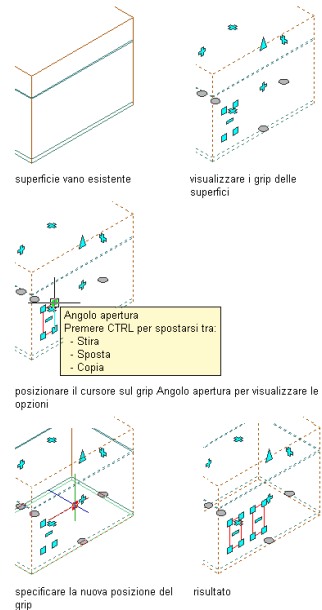 superficie vano esistente
visualizzare i grip delle
superfici
Angolo apertura
Premere CTRL per spostarsi tra:
- Stira
- Sposta
- Copia
posizionare il cursore sul grip Angolo apertura per visualizzare le
opzioni
specificare la nuova posizione del
grip
risultato